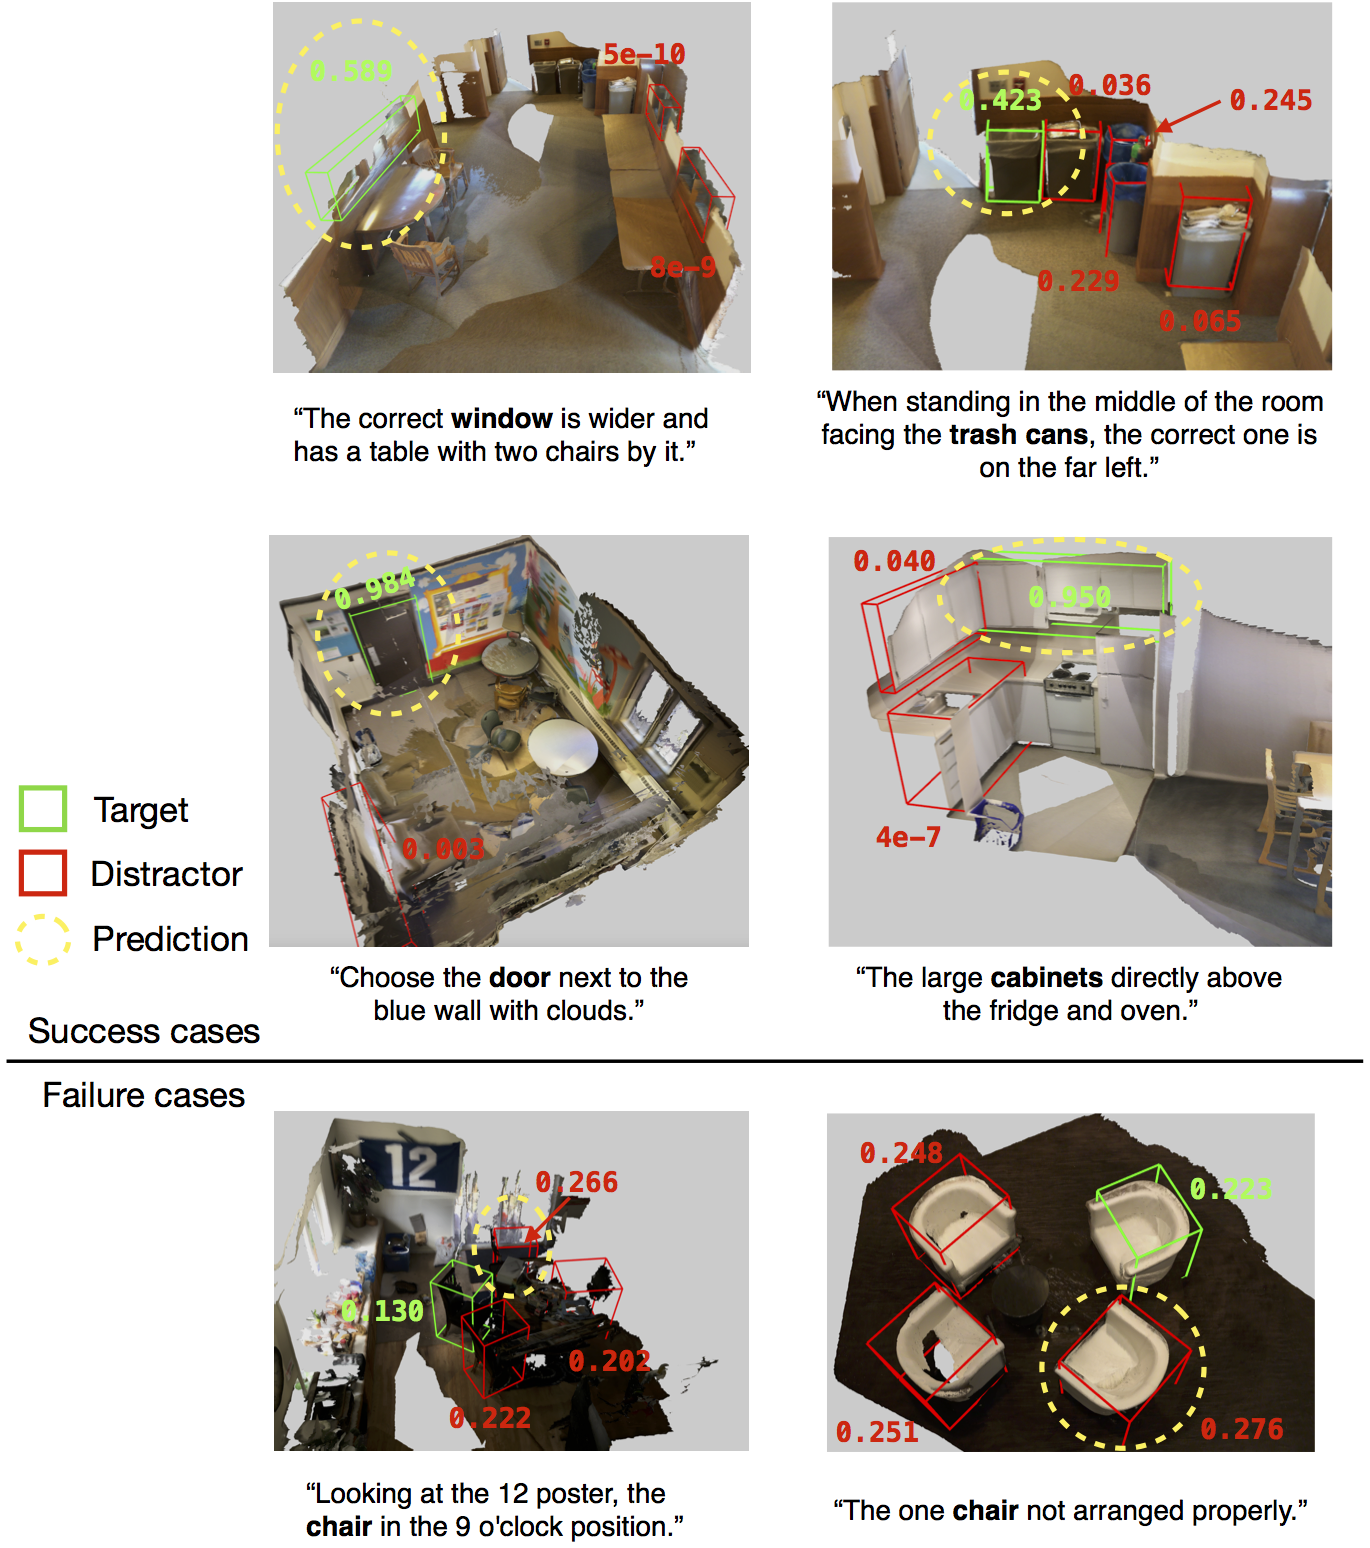 0.589
5e-10
8e-9
“The correct window is wider and
has a table with two chairs by it.”
0.423
0.036
0.245
0.229
0.065
“When standing in the middle of the room
facing the trash cans, the correct one is
on the far left.”
0.984
0.003
“Choose the door next to the
blue wall with clouds.”
0.040
0.950
4e-7
“The large cabinets directly above
the fridge and oven.”
Target
Distractor
Prediction
Success cases
Failure cases
12
0.266
0.130
0.202
0.222
“Looking at the 12 poster, the
chair in the 9 o'clock position.”
0.248
0.223
0.251
0.276
“The one chair not arranged properly.”